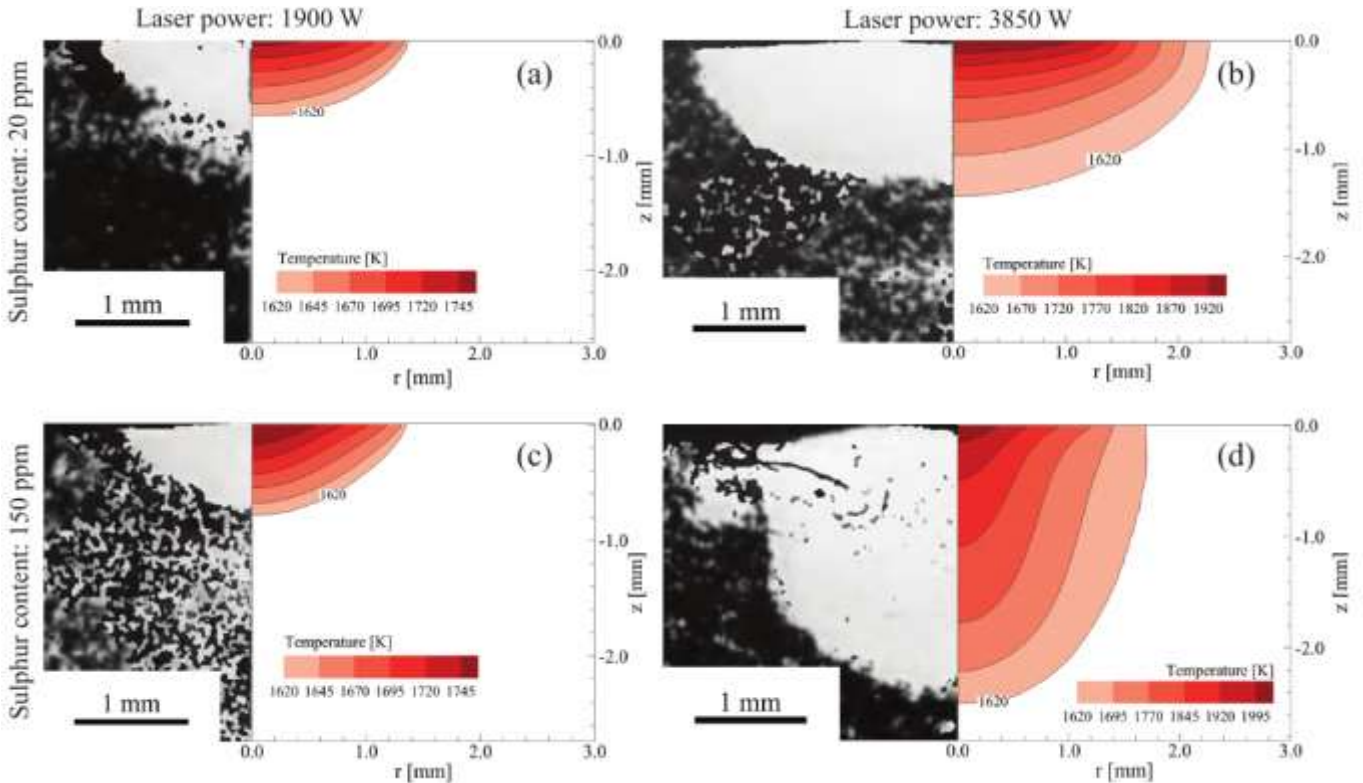 Laser power: 1900 W
Laser power: 3850 W
Sulphur content: 20 ppm
(a)
1620
0.0
-1.0
-2.0
z [mm]
Temperature [K]
1620 1645 1670 1695 1720 1745
1 mm
0.0 1.0 2.0 3.0
r [mm]
(b)
1620
0.0
-1.0
-2.0
z [mm]
Temperature [K]
1620 1670 1720 1770 1820 1870 1920
1 mm
0.0 1.0 2.0 3.0
r [mm]
Sulphur content: 150 ppm
(c)
1620
0.0
-1.0
-2.0
z [mm]
Temperature [K]
1620 1645 1670 1695 1720 1745
1 mm
0.0 1.0 2.0 3.0
r [mm]
(d)
1620
0.0
-1.0
-2.0
z [mm]
Temperature [K]
1620 1695 1770 1845 1920 1995
1 mm
0.0 1.0 2.0 3.0
r [mm]